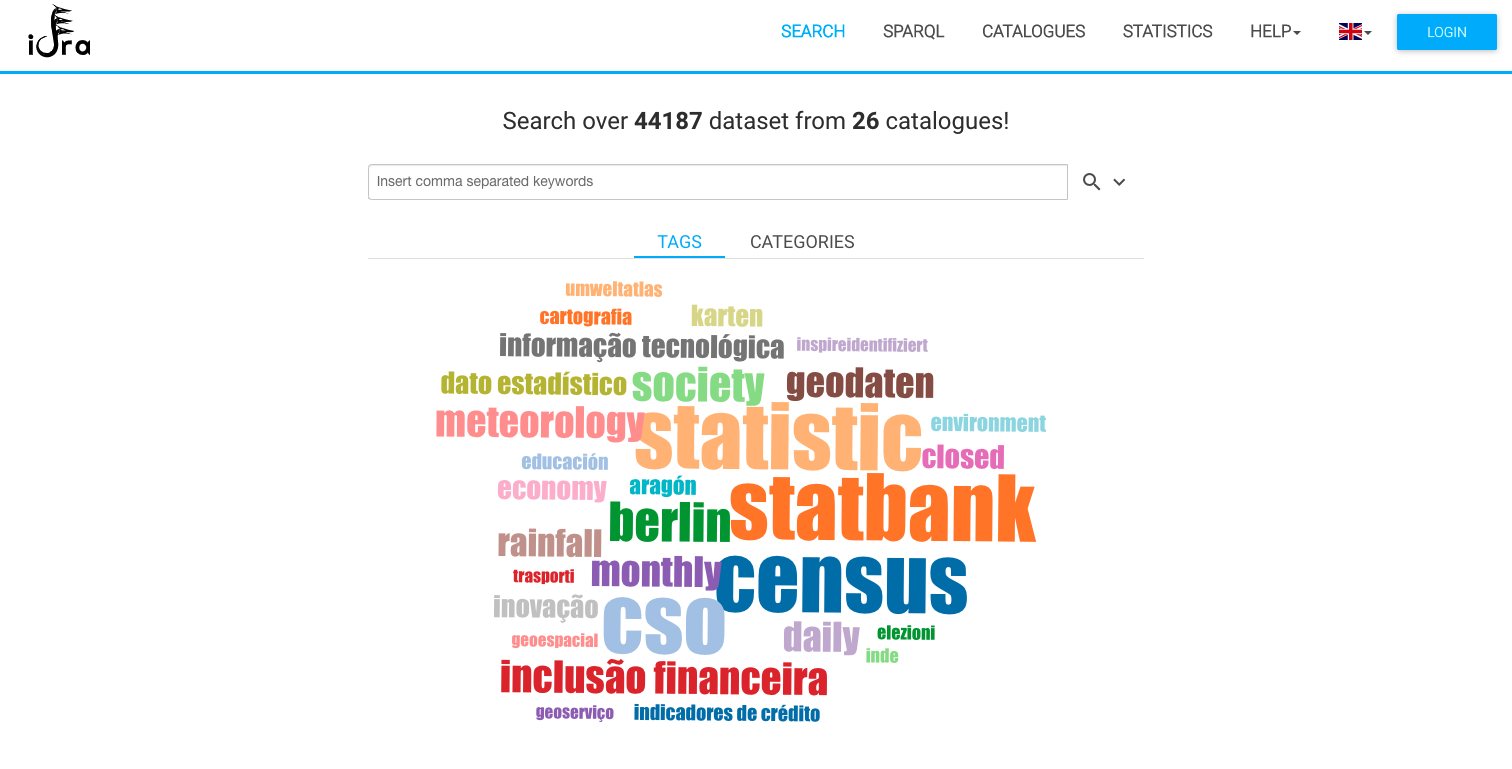 idra
SEARCH SPARQL CATALOGUES STATISTICS HELP LOGIN
Search over 44187 dataset from 26 catalogues!
Insert comma separated keywords
TAGS CATEGORIES
umweltatlas
cartografia karten
informação tecnológica inspireidentifiziert
dato estadístico society geodaten
meteorology statistic environment
educación closed
economy aragón statbank
berlin
rainfall
trasporti monthly census
inovação cso daily elezioni
geoespacial inde
inclusão financeira
geoserviço indicadores de crédito